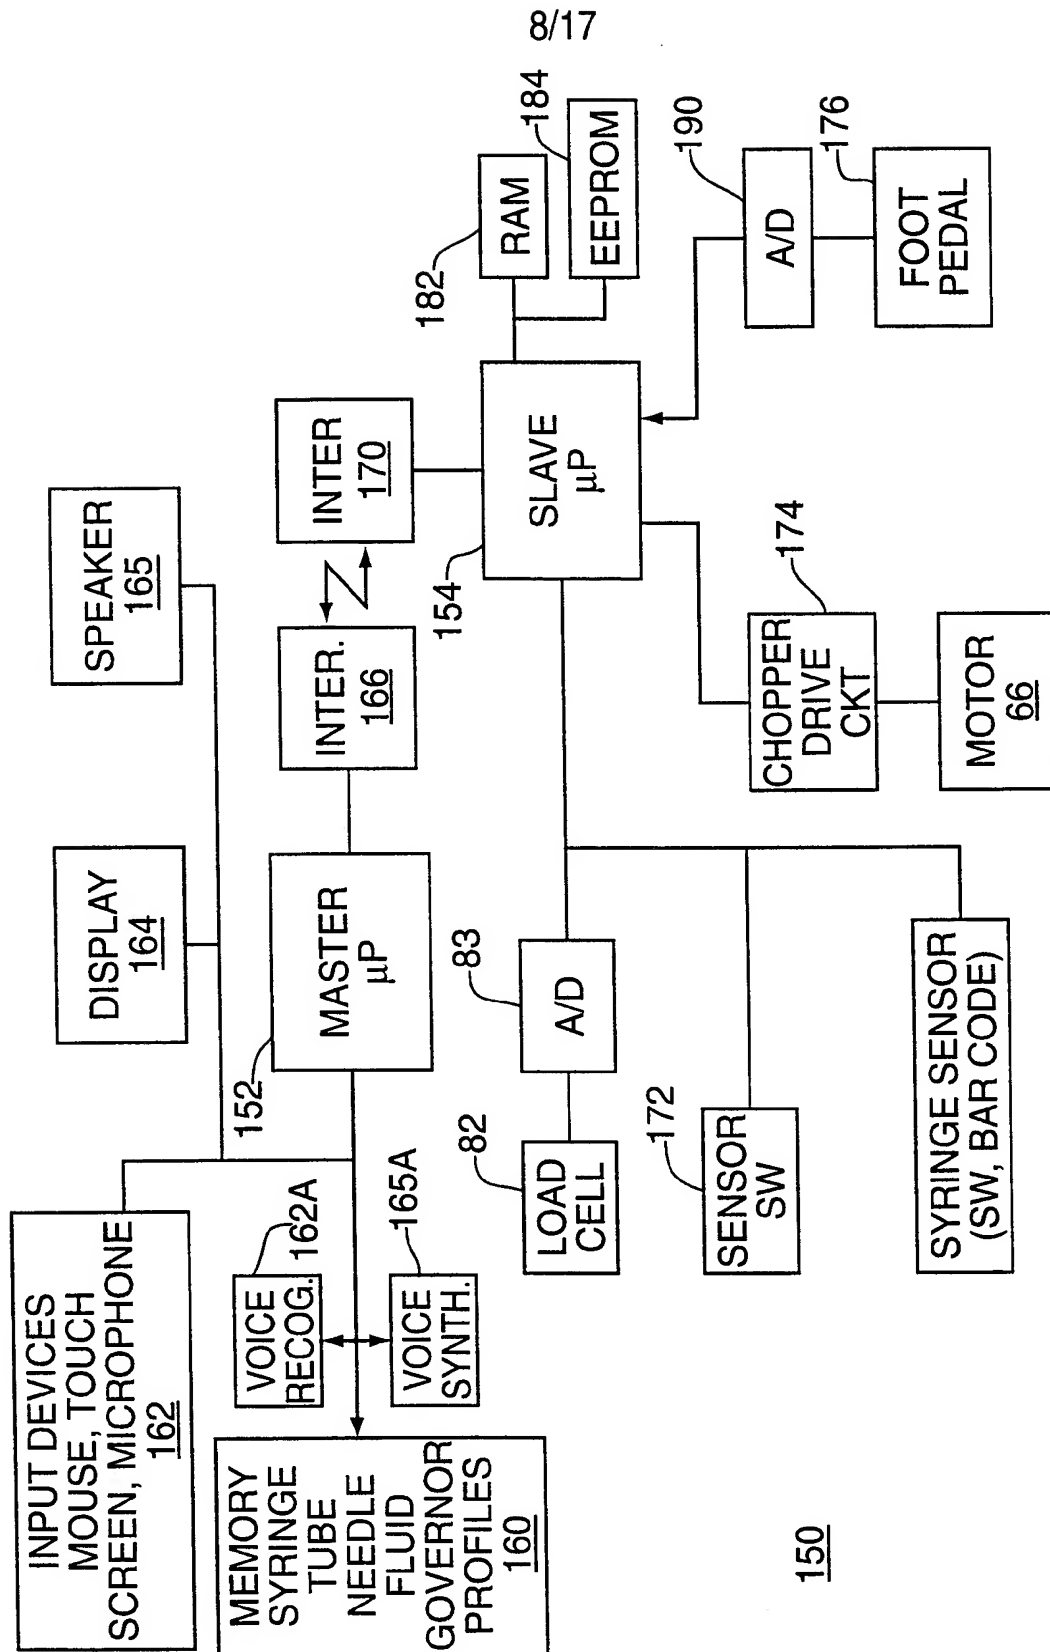 8/17
INPUT DEVICES
MOUSE, TOUCH
SCREEN, MICROPHONE
162
DISPLAY
164
SPEAKER
165
MEMORY
SYRINGE
TUBE
NEEDLE
FLUID
GOVERNOR
PROFILES
160
VOICE
RECOG.
162A
VOICE
SYNTH.
165A
152
MASTER
μP
INTER.
166
INTER
170
154
SLAVE
μP
182
RAM
184
EEPROM
190
A/D
176
FOOT
PEDAL
82
LOAD
CELL
83
A/D
172
SENSOR
SW
SYRINGE SENSOR
(SW, BAR CODE)
174
CHOPPER
DRIVE
CKT
MOTOR
66
150